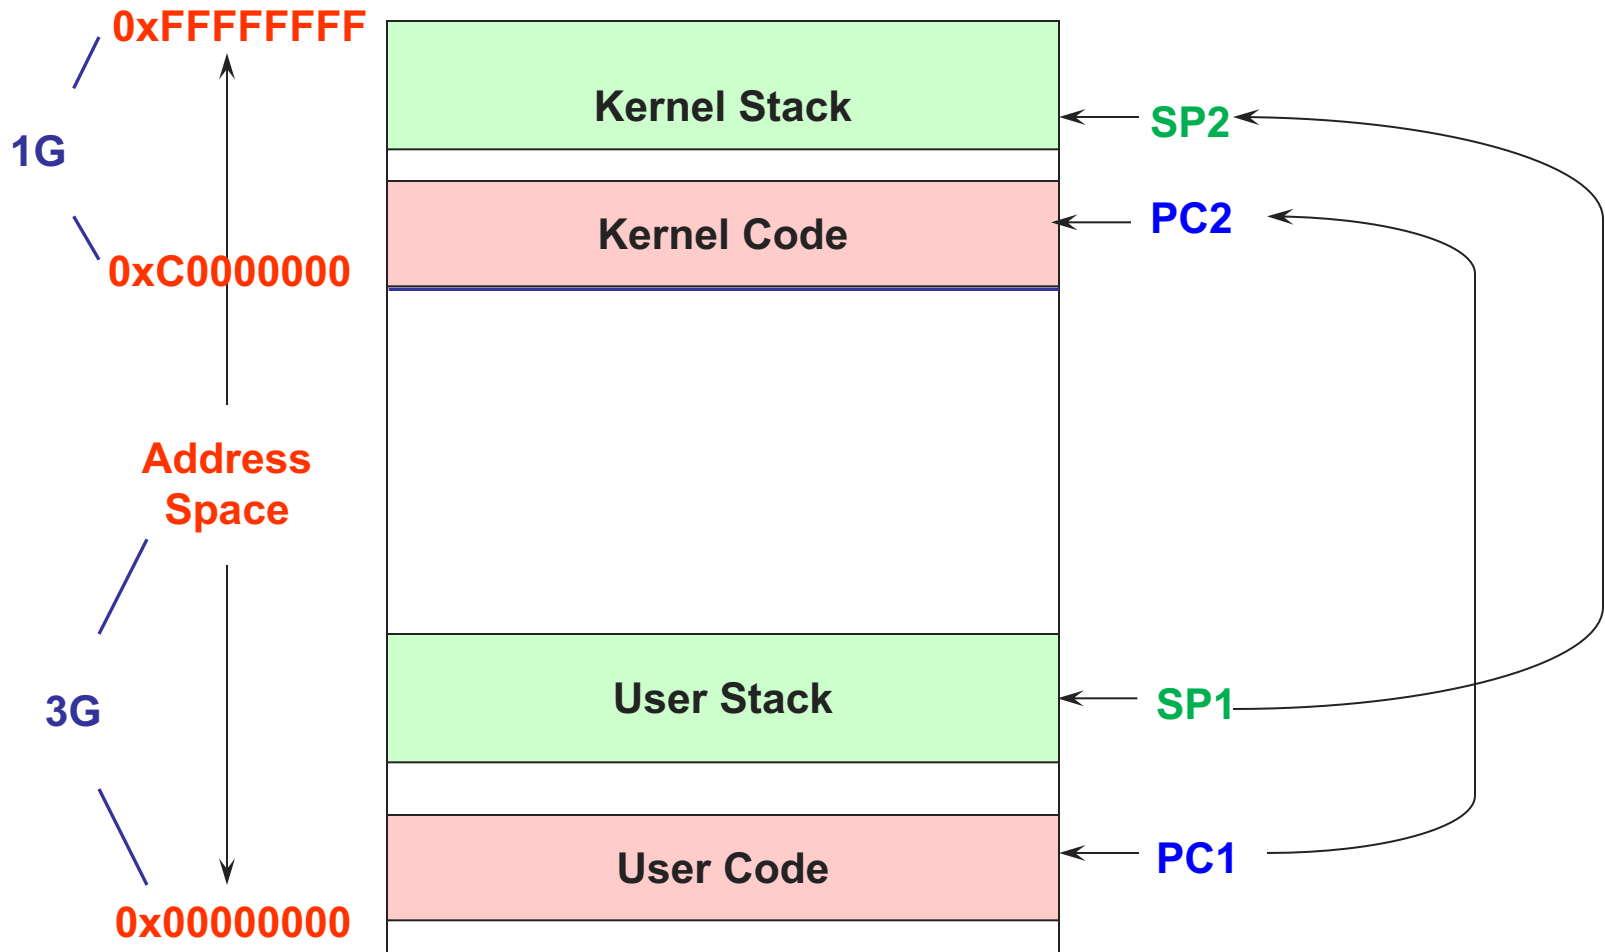 0xFFFFFFFF
Kernel Stack
SP2
1G
Kernel Code
PC2
0xC0000000
Address
Space
User Stack
SP1
3G
User Code
PC1
0x00000000